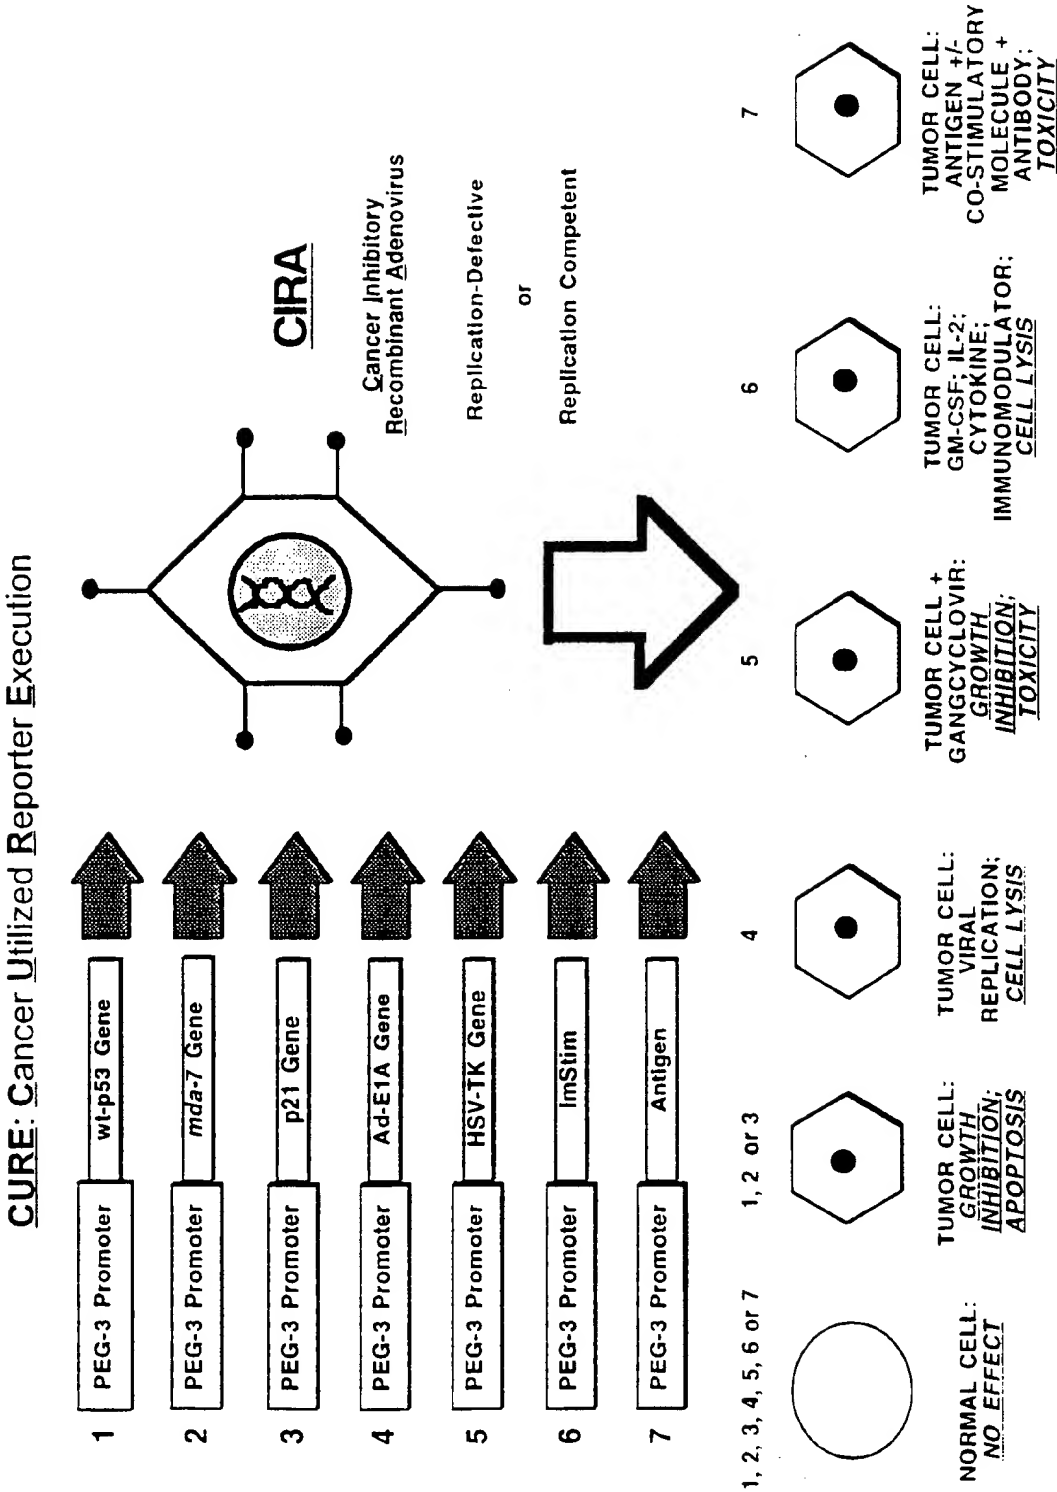 CURE: Cancer Utilized Reporter Execution
1
PEG-3 Promoter
wt-p53 Gene
2
PEG-3 Promoter
mda-7 Gene
3
PEG-3 Promoter
p21 Gene
4
PEG-3 Promoter
Ad-E1A Gene
5
PEG-3 Promoter
HSV-TK Gene
6
PEG-3 Promoter
ImStim
7
PEG-3 Promoter
Antigen
CIRA
Cancer Inhibitory
Recombinant Adenovirus
Replication-Defective
or
Replication Competent
1, 2, 3, 4, 5, 6 or 7
NORMAL CELL:
NO EFFECT
1, 2 or 3
TUMOR CELL:
GROWTH
INHIBITION;
APOPTOSIS
4
TUMOR CELL:
VIRAL
REPLICATION;
CELL LYSIS
5
TUMOR CELL +
GANGCYCLOVIR:
GROWTH
INHIBITION;
TOXICITY
6
TUMOR CELL:
GM-CSF; IL-2;
CYTOKINE;
IMMUNOMODULATOR;
CELL LYSIS
7
TUMOR CELL:
ANTIGEN +/-
CO-STIMULATORY
MOLECULE +
ANTIBODY;
TOXICITY